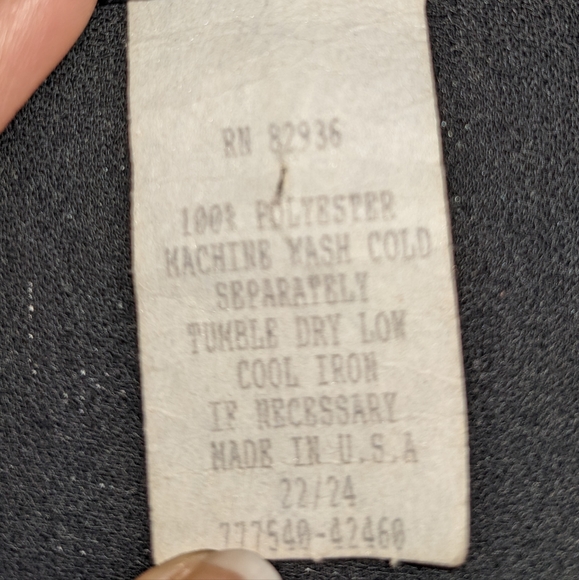 RN 82936
100% POLYESTER
MACHINE WASH COLD
SEPARATELY
TUMBLE DRY LOW
COOL IRON
IF NECESSARY
MADE IN U.S.A
22/24
777540-42460